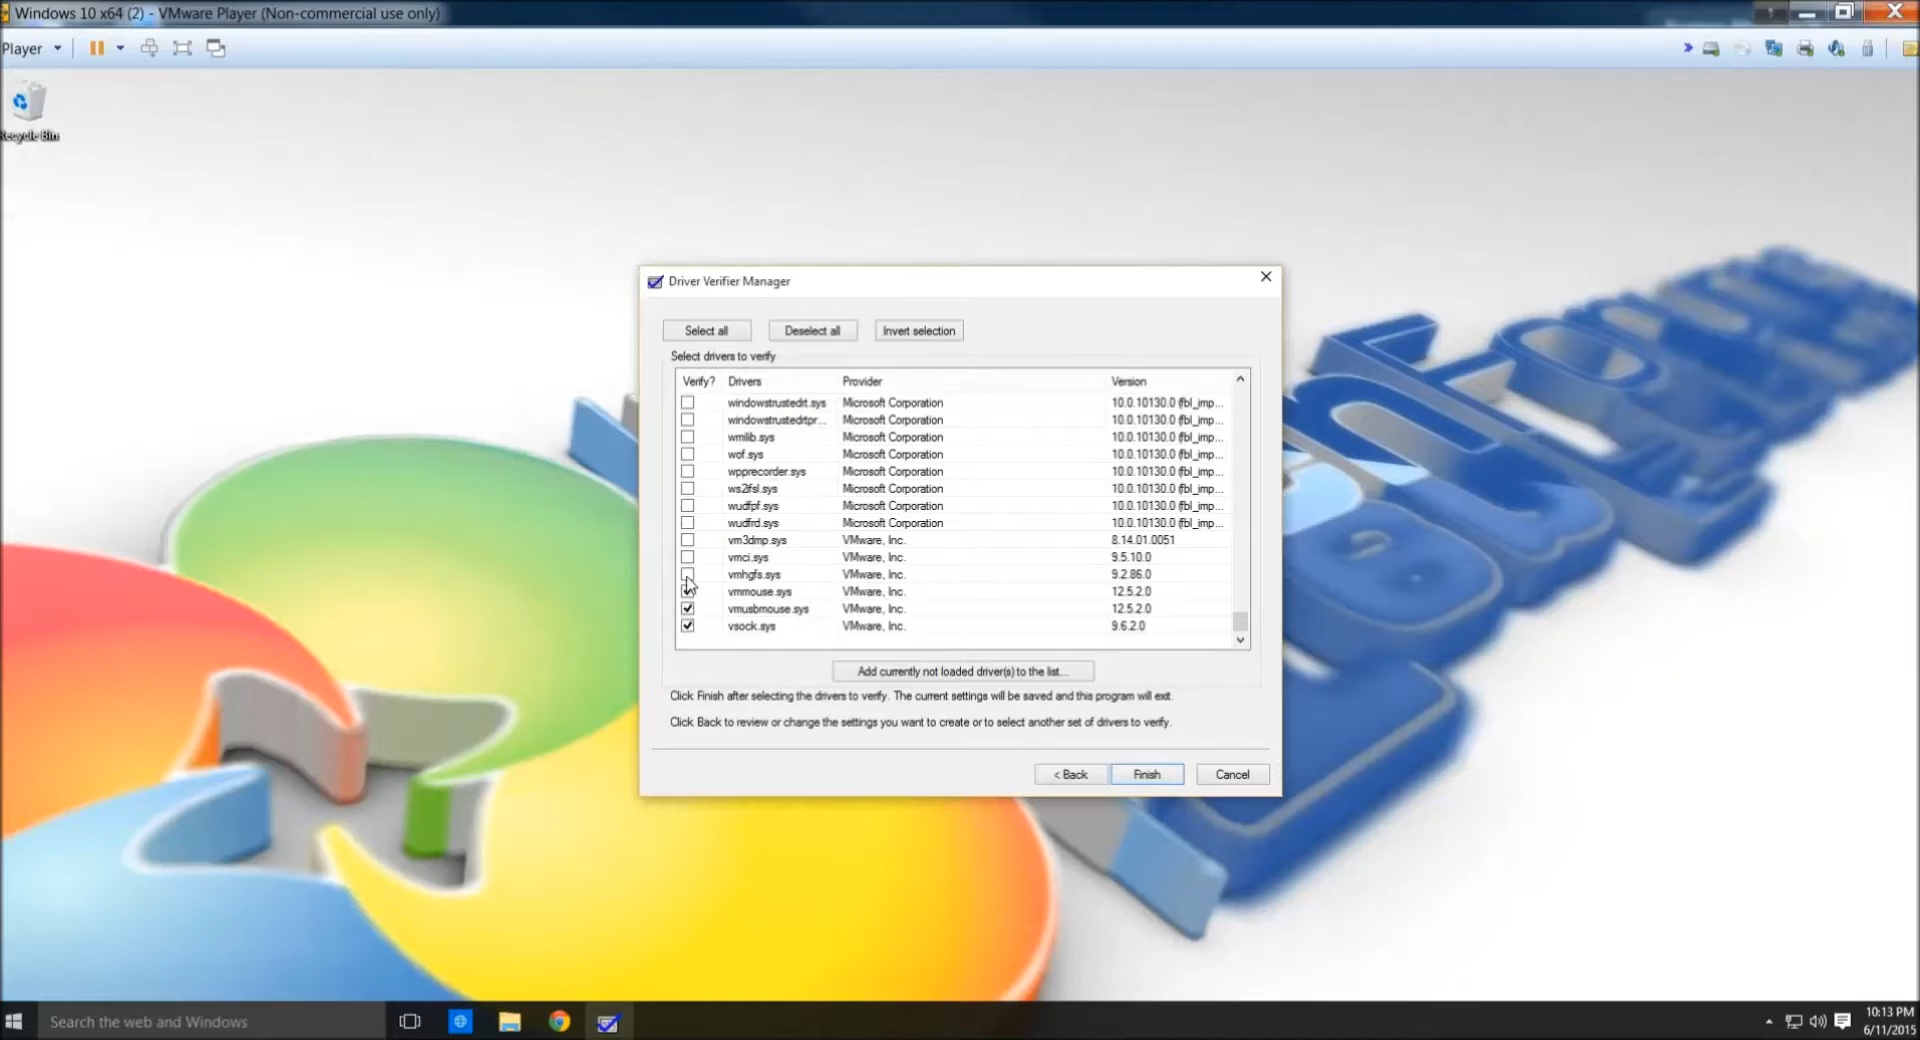 Windows 10 x64 (2) - VMware Player (Non-commercial use only)
Player
Recycle Bin
Driver Verifier Manager
Select all Deselect all Invert selection
Select drivers to verify
Verify? Drivers Provider Version
windowstrustedrt.sys Microsoft Corporation 10.0.10130.0 (fbl_imp...
windowstrustedrtpr... Microsoft Corporation 10.0.10130.0 (fbl_imp...
wmilib.sys Microsoft Corporation 10.0.10130.0 (fbl_imp...
wof.sys Microsoft Corporation 10.0.10130.0 (fbl_imp...
wpprecorder.sys Microsoft Corporation 10.0.10130.0 (fbl_imp...
ws2ifsl.sys Microsoft Corporation 10.0.10130.0 (fbl_imp...
wudfpf.sys Microsoft Corporation 10.0.10130.0 (fbl_imp...
wudfrd.sys Microsoft Corporation 10.0.10130.0 (fbl_imp...
vm3dmp.sys VMware, Inc. 8.14.01.0051
vmci.sys VMware, Inc. 9.5.10.0
vmhgfs.sys VMware, Inc. 9.2.86.0
vmmouse.sys VMware, Inc. 12.5.2.0
vmusbmouse.sys VMware, Inc. 12.5.2.0
vsock.sys VMware, Inc. 9.6.2.0
Add currently not loaded driver(s) to the list...
Click Finish after selecting the drivers to verify. The current settings will be saved and this program will exit.
Click Back to review or change the settings you want to create or to select another set of drivers to verify.
< Back Finish Cancel
Search the web and Windows
10:13 PM
6/11/2015